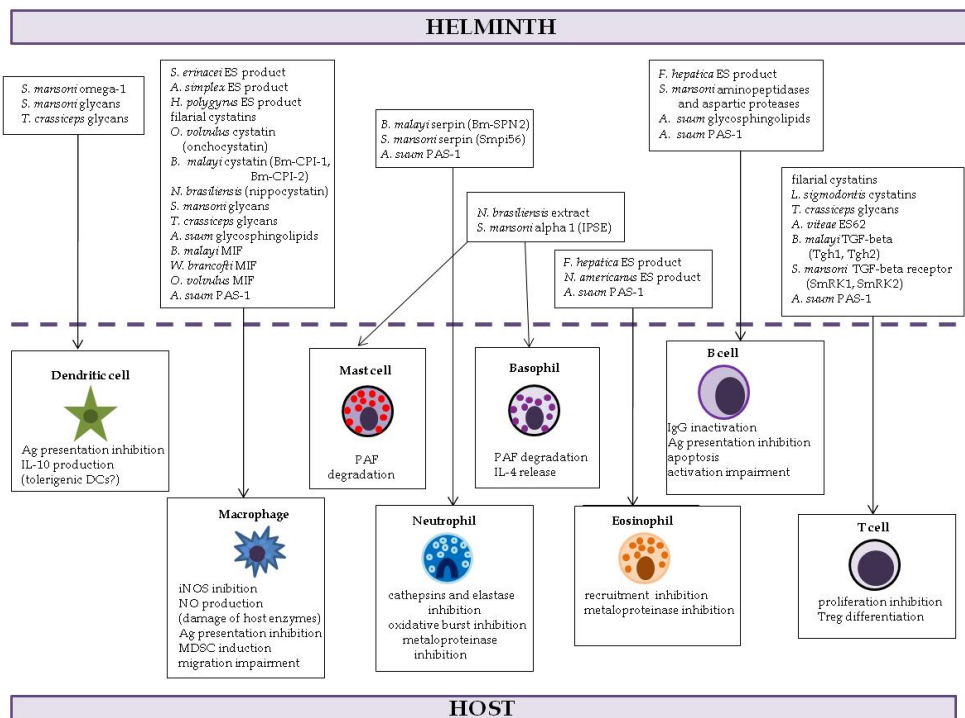 HELMINTH
S. mansoni omega-1
S. mansoni glycans
T. crassiceps glycans
S. erinacei ES product
A. simplex ES product
H. polygyrus ES product
filarial cystatins
O. volvulus cystatin
(onchocystatin)
B. malayi cystatin (Bm-CPI-1,
Bm-CPI-2)
N. brasiliensis (nippocystatin)
S. mansoni glycans
T. crassiceps glycans
A. suum glycosphingolipids
B. malayi MIF
W. brancofti MIF
O. volvulus MIF
A. suum PAS-1
B. malayi serpin (Bm-SPN2)
S. mansoni serpin (Smpi56)
A. suum PAS-1
N. brasiliensis extract
S. mansoni alpha 1 (IPSE)
F. hepatica ES product
N. americanus ES product
A. suum PAS-1
F. hepatica ES product
S. mansoni aminopeptidases
and aspartic proteases
A. suum glycosphingolipids
A. suum PAS-1
filarial cystatins
L. sigmodontis cystatins
T. crassiceps glycans
A. viteae ES62
B. malayi TGF-beta
(Tgh1, Tgh2)
S. mansoni TGF-beta receptor
(SmRK1, SmRK2)
A. suum PAS-1
Dendritic cell
Ag presentation inhibition
IL-10 production
(tolerigenic DCs?)
Macrophage
iNOS inibition
NO production
(damage of host enzymes)
Ag presentation inhibition
MDSC induction
migration impairment
Mast cell
PAF
degradation
Neutrophil
cathepsins and elastase
inhibition
oxidative burst inhibition
metaloproteinase
inhibition
Basophil
PAF degradation
IL-4 release
Eosinophil
recruitment inhibition
metaloproteinase inhibition
B cell
IgG inactivation
Ag presentation inhibition
apoptosis
activation impairment
T cell
proliferation inhibition
Treg differentiation
HOST